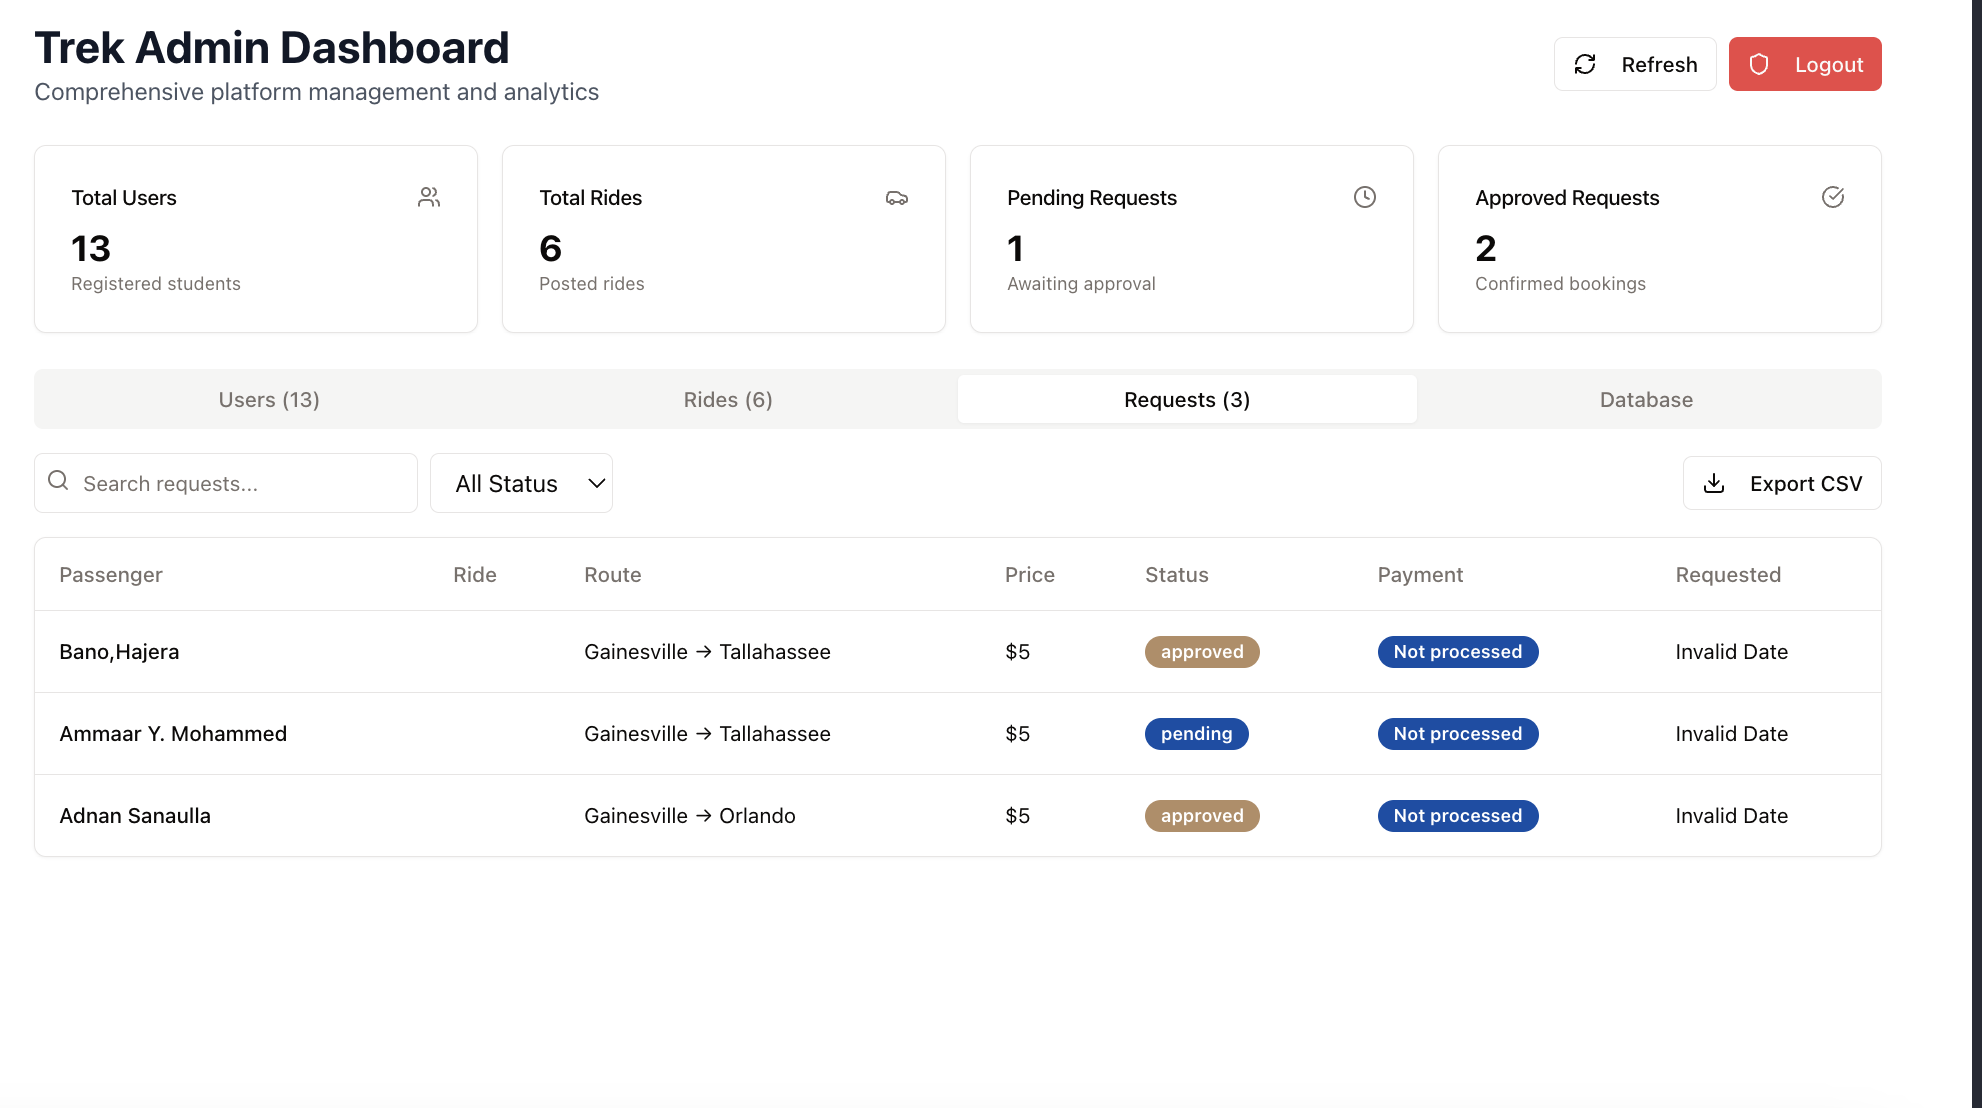 Trek Admin Dashboard
Comprehensive platform management and analytics
Refresh
Logout
Total Users
13
Registered students
Total Rides
6
Posted rides
Pending Requests
1
Awaiting approval
Approved Requests
2
Confirmed bookings
Users (13) Rides (6) Requests (3) Database
Search requests... All Status Export CSV
Passenger Ride Route Price Status Payment Requested
Bano,Hajera Gainesville → Tallahassee $5 approved Not processed Invalid Date
Ammaar Y. Mohammed Gainesville → Tallahassee $5 pending Not processed Invalid Date
Adnan Sanaulla Gainesville → Orlando $5 approved Not processed Invalid Date